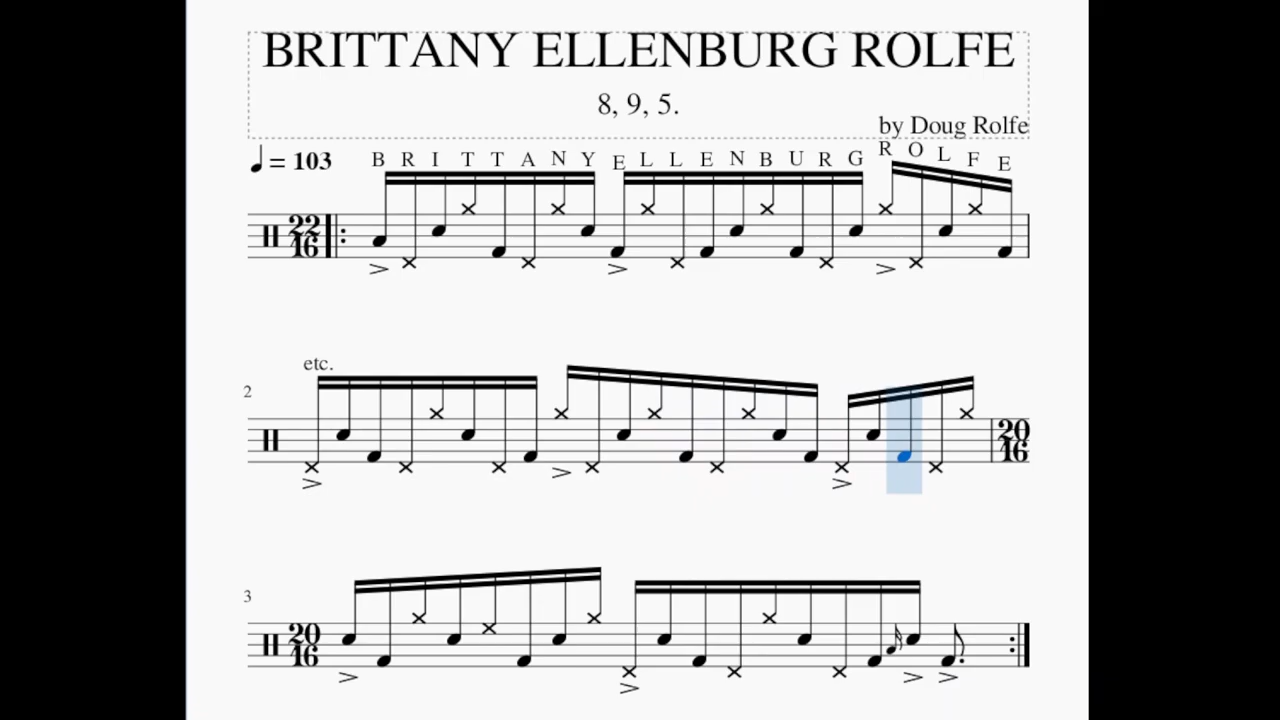 BRITTANY ELLENBURG ROLFE
8, 9, 5.
by Doug Rolfe
♩ = 103 B R I T T A N Y E L L E N B U R G R O L F E
22
16
etc.
2
20
16
3
20
16